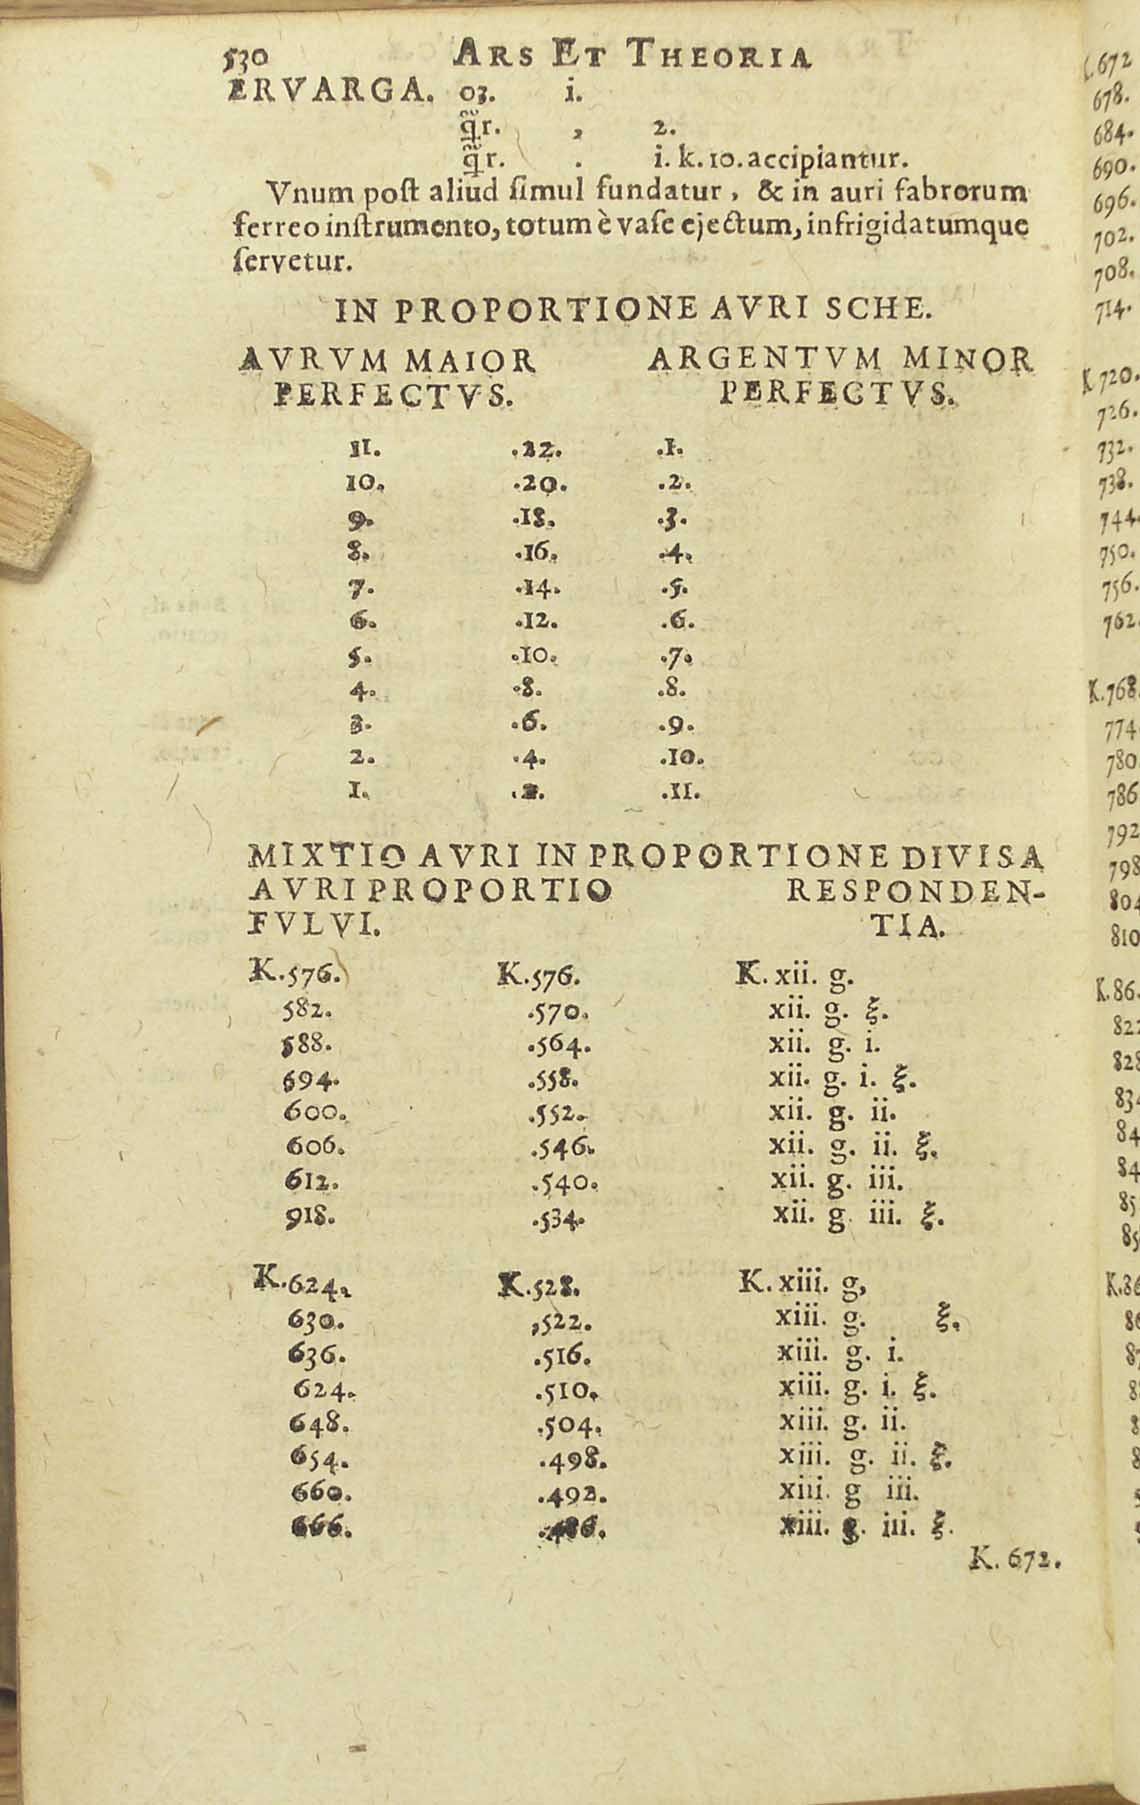 530 ARS ET THEORIA
ERVARGA. oʒ. i.
q̃r. , 2.
q̃r. . i. k. 10. accipiantur.
Vnum poſt aliud ſimul fundatur, & in auri fabrorum
ferreo inſtrumento, totum è vaſe ejectum, infrigidatumque
ſervetur.
IN PROPORTIONE AVRI SCHE.
AVRVM MAIOR ARGENTVM MINOR
PERFECTVS. PERFECTVS.
11. .22. .1.
10. .20. .2.
9. .18. .3.
8. .16. .4.
7. .14. .5.
6. .12. .6.
5. .10. .7.
4. .8. .8.
3. .6. .9.
2. .4. .10.
1. .2. .11.
MIXTIO AVRI IN PROPORTIONE DIVISA
AVRI PROPORTIO RESPONDEN-
FVLVI. TIA.
K.576. K.576. K. xii. g.
582. .570. xii. g. ξ.
588. .564. xii. g. i.
594. .558. xii. g. i. ξ.
600. .552. xii. g. ii.
606. .546. xii. g. ii. ξ.
612. .540. xii. g. iii.
918. .534. xii. g. iii. ξ.
K.624. K.528. K. xiii. g,
630. ,522. xiii. g. ξ.
636. .516. xiii. g. i.
624. .510. xiii. g. i. ξ.
648. .504. xiii. g. ii.
654. .498. xiii. g. ii. ξ.
660. .492. xiii. g iii.
666. .486. xiii. g. iii. ξ.
K. 672.
K.672
678.
684.
690.
696.
702.
708.
714.
K 720.
726.
732.
738.
744.
750.
756.
762.
K.768.
774
780
786
792
798
804
810
K.86.
822
828
834